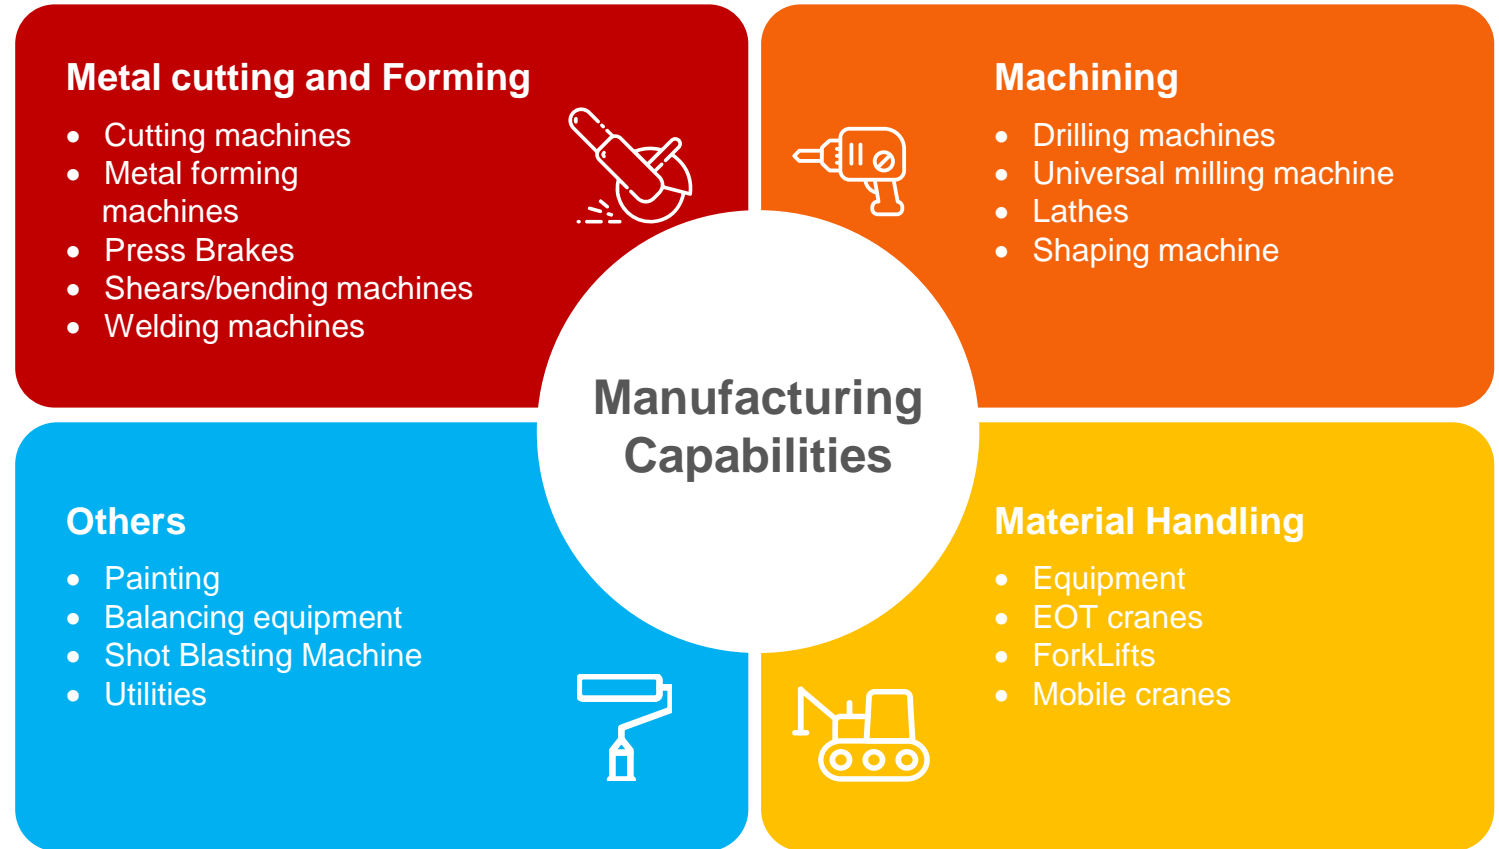 Metal cutting and Forming
• Cutting machines
• Metal forming
machines
• Press Brakes
• Shears/bending machines
• Welding machines
Machining
• Drilling machines
• Universal milling machine
• Lathes
• Shaping machine
Manufacturing
Capabilities
Others
• Painting
• Balancing equipment
• Shot Blasting Machine
• Utilities
Material Handling
• Equipment
• EOT cranes
• ForkLifts
• Mobile cranes